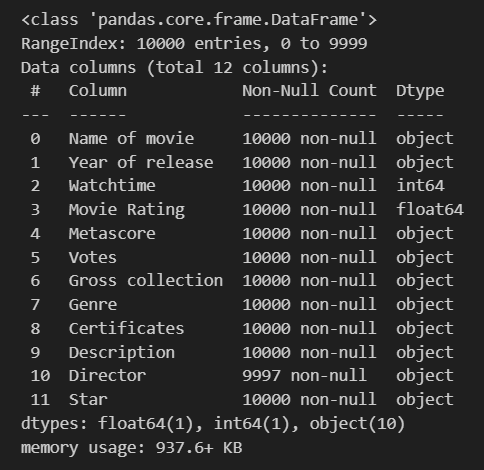 <class 'pandas.core.frame.DataFrame'>
RangeIndex: 10000 entries, 0 to 9999
Data columns (total 12 columns):
 #   Column            Non-Null Count  Dtype
---  ------            --------------  -----
 0   Name of movie     10000 non-null  object
 1   Year of release   10000 non-null  object
 2   Watchtime         10000 non-null  int64
 3   Movie Rating      10000 non-null  float64
 4   Metascore         10000 non-null  object
 5   Votes             10000 non-null  object
 6   Gross collection  10000 non-null  object
 7   Genre             10000 non-null  object
 8   Certificates      10000 non-null  object
 9   Description       10000 non-null  object
 10  Director          9997 non-null   object
 11  Star              10000 non-null  object
dtypes: float64(1), int64(1), object(10)
memory usage: 937.6+ KB